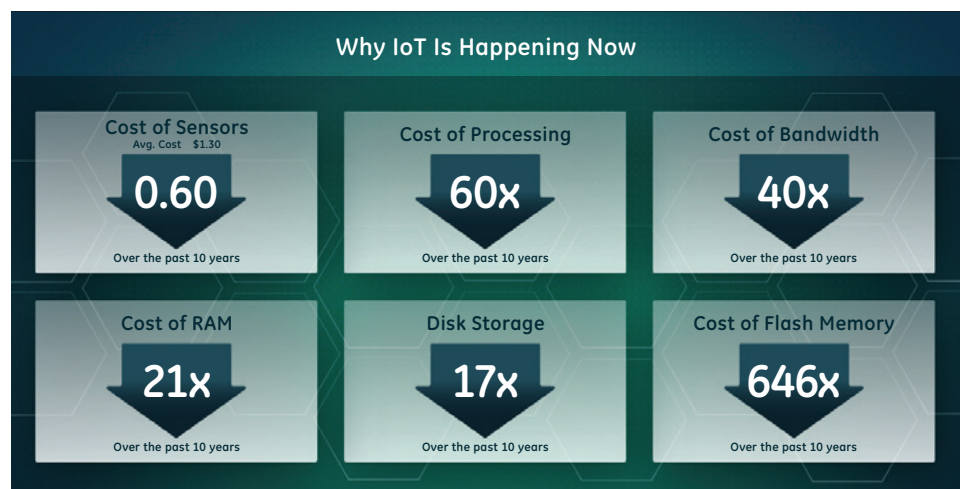 Why IoT Is Happening Now
Cost of Sensors
Avg. Cost $1.30
0.60
Over the past 10 years
Cost of Processing
60x
Over the past 10 years
Cost of Bandwidth
40x
Over the past 10 years
Cost of RAM
21x
Over the past 10 years
Disk Storage
17x
Over the past 10 years
Cost of Flash Memory
646x
Over the past 10 years